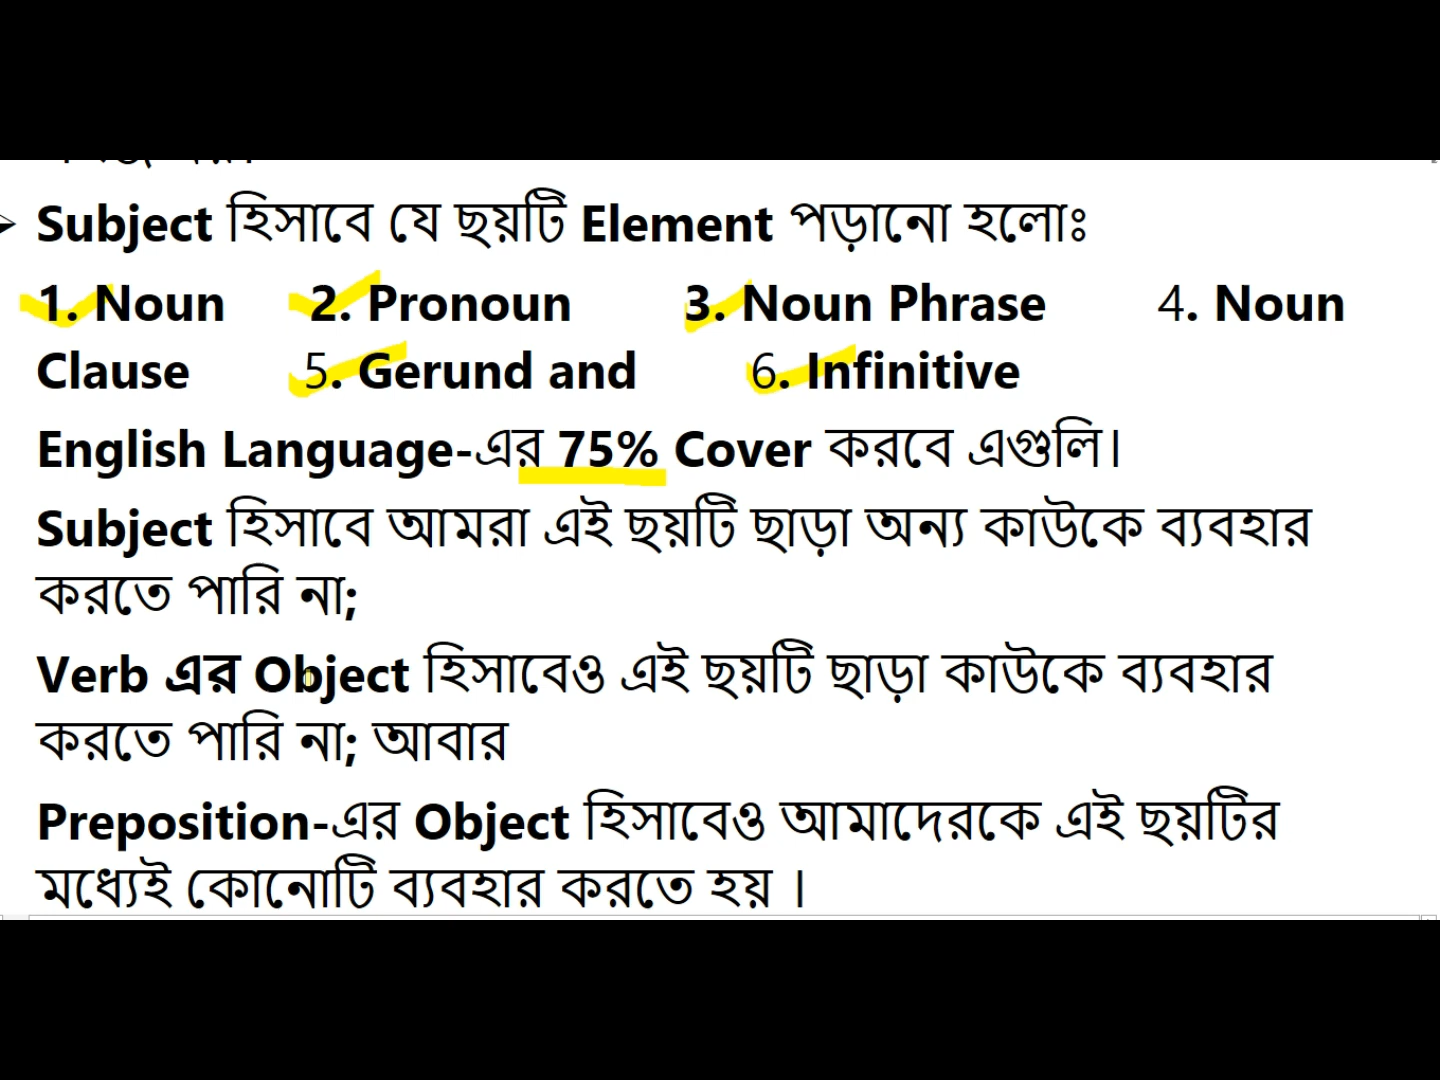 Subject হিসাবে যে ছয়টি Element পড়ানো হলোঃ
1. Noun 2. Pronoun 3. Noun Phrase 4. Noun
Clause 5. Gerund and 6. Infinitive
English Language-এর 75% Cover করবে এগুলি।
Subject হিসাবে আমরা এই ছয়টি ছাড়া অন্য কাউকে ব্যবহার
করতে পারি না;
Verb এর Object হিসাবেও এই ছয়টি ছাড়া কাউকে ব্যবহার
করতে পারি না; আবার
Preposition-এর Object হিসাবেও আমাদেরকে এই ছয়টির
মধ্যেই কোনোটি ব্যবহার করতে হয় ।